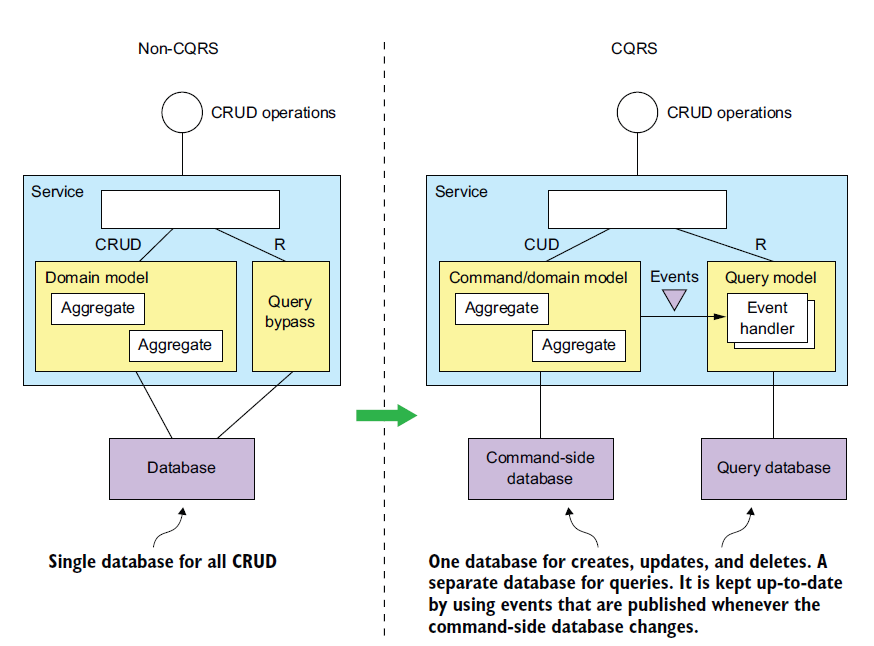 Non-CQRS
CRUD operations
Service
CRUD
R
Domain model
Aggregate
Aggregate
Query
bypass
Database
Single database for all CRUD
CQRS
CRUD operations
Service
CUD
R
Command/domain model
Aggregate
Aggregate
Events
Query model
Event
handler
Command-side
database
Query database
One database for creates, updates, and deletes. A
separate database for queries. It is kept up-to-date
by using events that are published whenever the
command-side database changes.